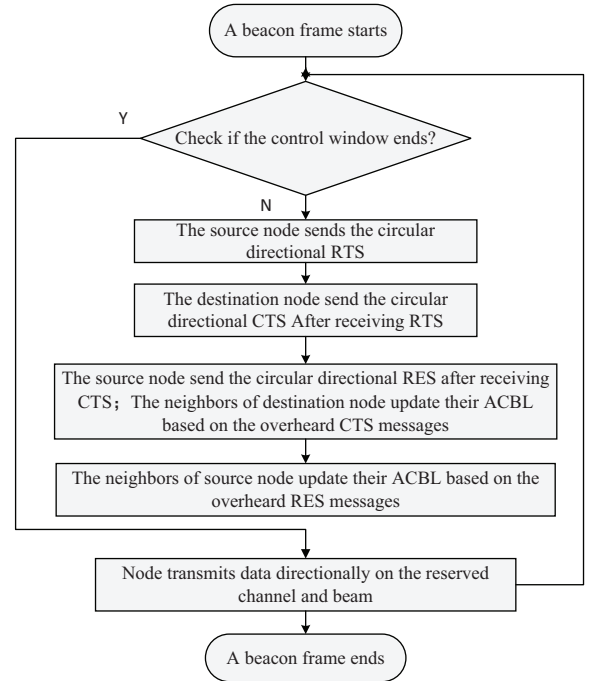 A beacon frame starts
Check if the control window ends?
Y
N
The source node sends the circular
directional RTS
The destination node send the circular
directional CTS After receiving RTS
The source node send the circular directional RES after receiving
CTS；The neighbors of destination node update their ACBL
based on the overheard CTS messages
The neighbors of source node update their ACBL based on the
overheard RES messages
Node transmits data directionally on the reserved
channel and beam
A beacon frame ends